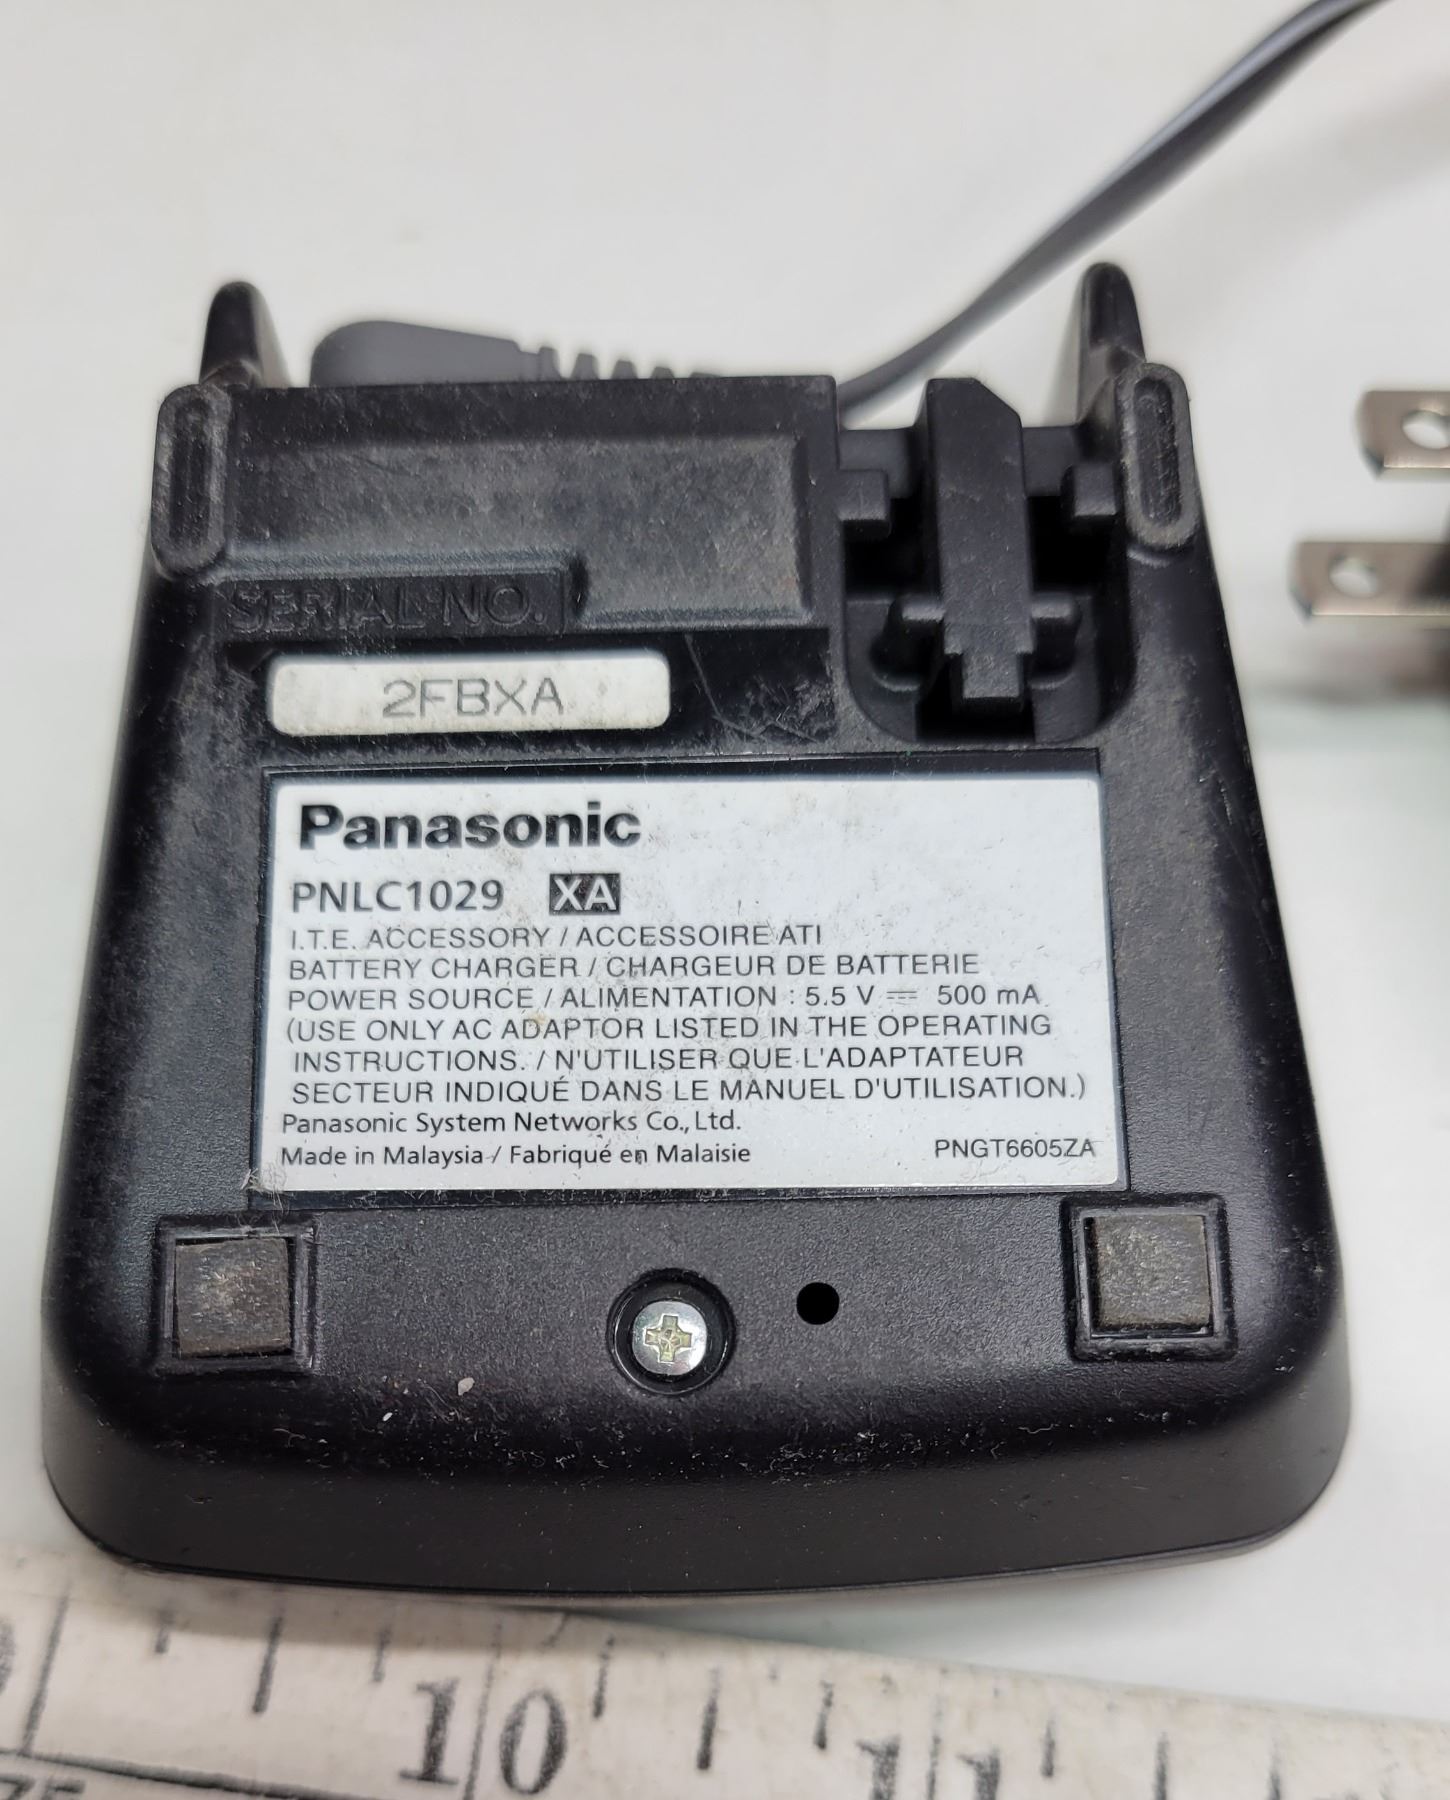 SERIAL NO.
2FBXA
Panasonic
PNLC1029 XA
I.T.E. ACCESSORY / ACCESSOIRE ATI
BATTERY CHARGER / CHARGEUR DE BATTERIE
POWER SOURCE / ALIMENTATION : 5.5 V ⎓ 500 mA
(USE ONLY AC ADAPTOR LISTED IN THE OPERATING
INSTRUCTIONS. / N'UTILISER QUE L'ADAPTATEUR
SECTEUR INDIQUÉ DANS LE MANUEL D'UTILISATION.)
Panasonic System Networks Co., Ltd.
Made in Malaysia / Fabriqué en Malaisie PNGT6605ZA
10 11